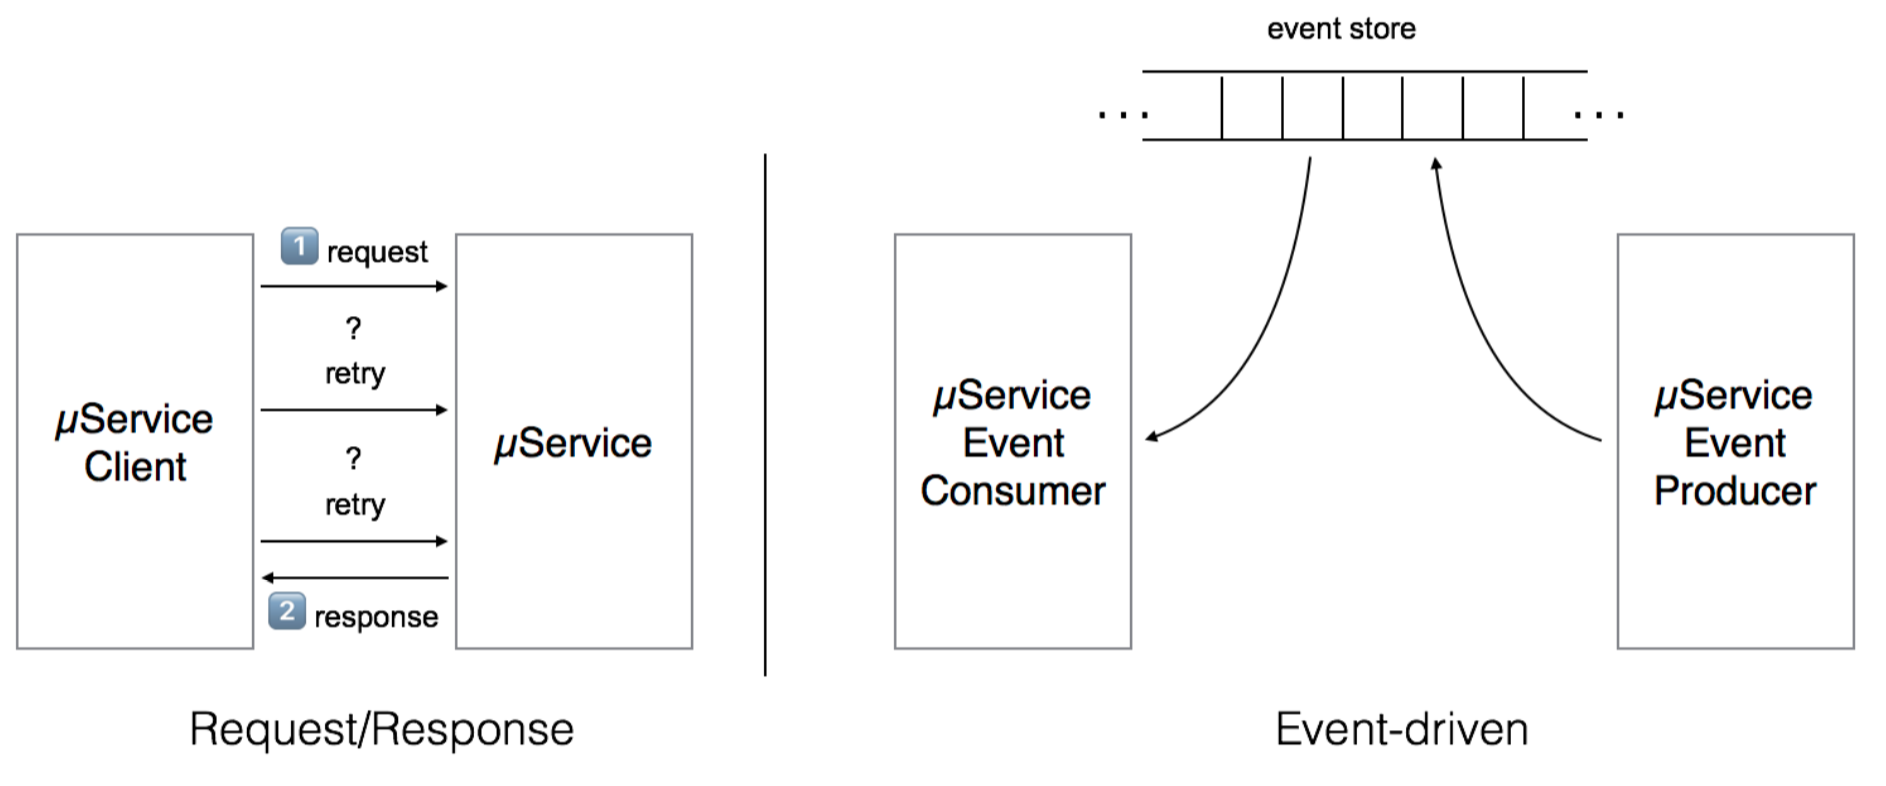 event store
. . .
. . .
1 request
?
retry
?
retry
2 response
µService
Client
µService
µService
Event
Consumer
µService
Event
Producer
Request/Response
Event-driven